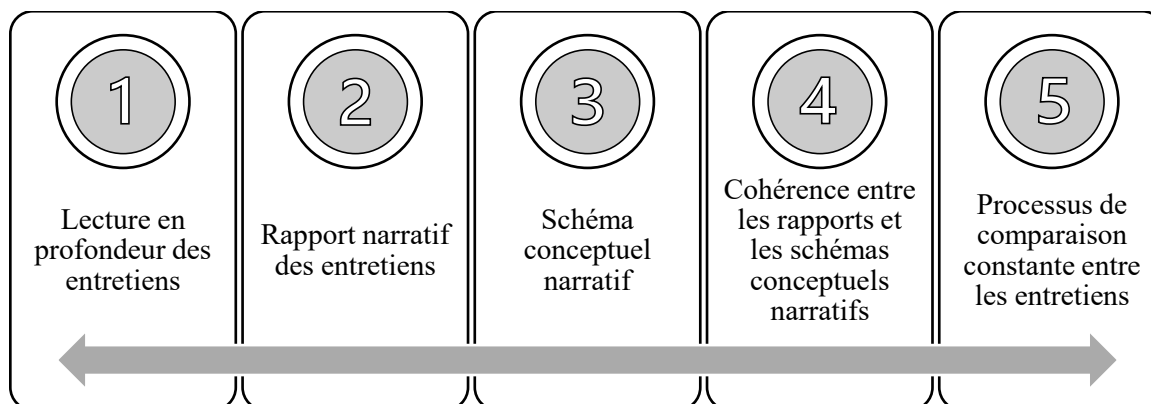 1
Lecture en
profondeur des
entretiens
2
Rapport narratif
des entretiens
3
Schéma
conceptuel
narratif
4
Cohérence entre
les rapports et
les schémas
conceptuels
narratifs
5
Processus de
comparaison
constante entre
les entretiens